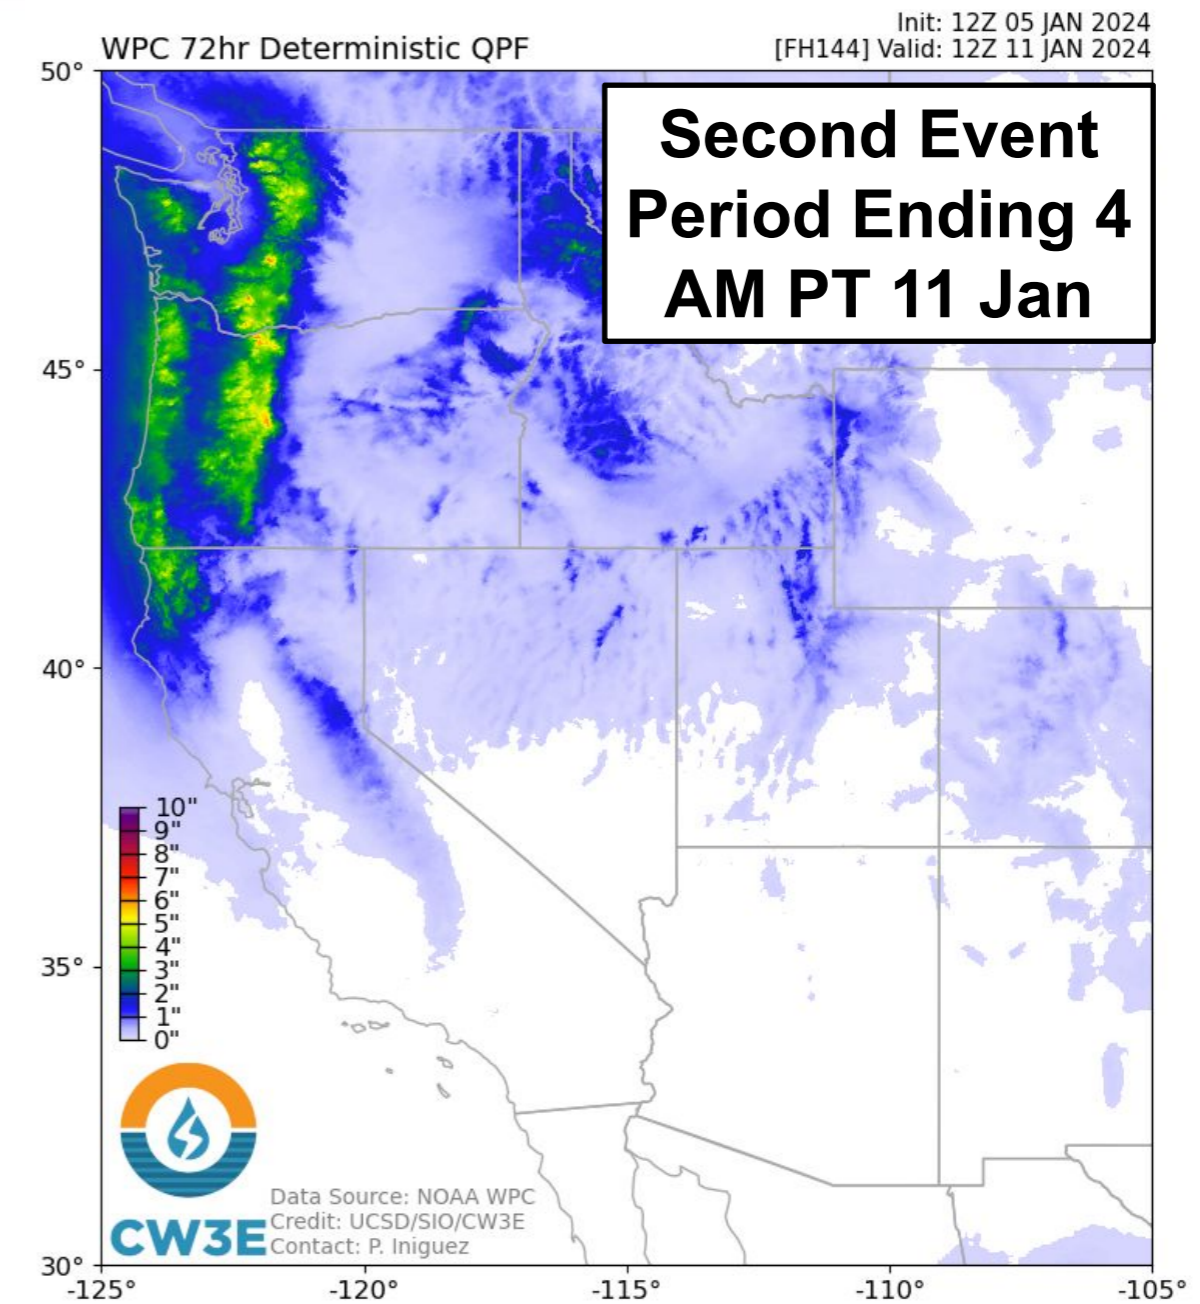 Init: 12Z 05 JAN 2024
WPC 72hr Deterministic QPF
[FH144] Valid: 12Z 11 JAN 2024
50°
Second Event
Period Ending 4
AM PT 11 Jan
45°
40°
10"
9"
8"
7"
6"
5"
4"
3"
2"
1"
0"
35°
Data Source: NOAA WPC
Credit: UCSD/SIO/CW3E
Contact: P. Iniguez
CW3E
30°
-125°
-120°
-115°
-110°
-105°